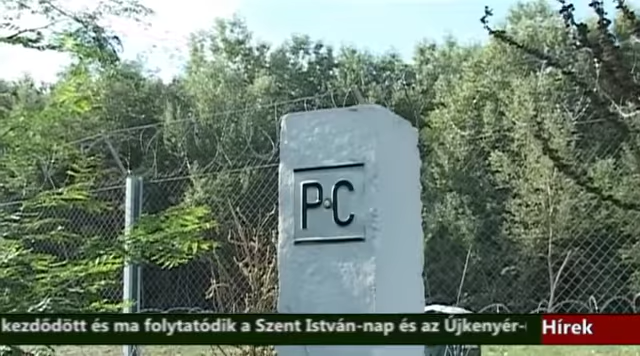 P.C
kezdődött és ma folytatódik a Szent István-nap és az Újkenyér-
Hírek